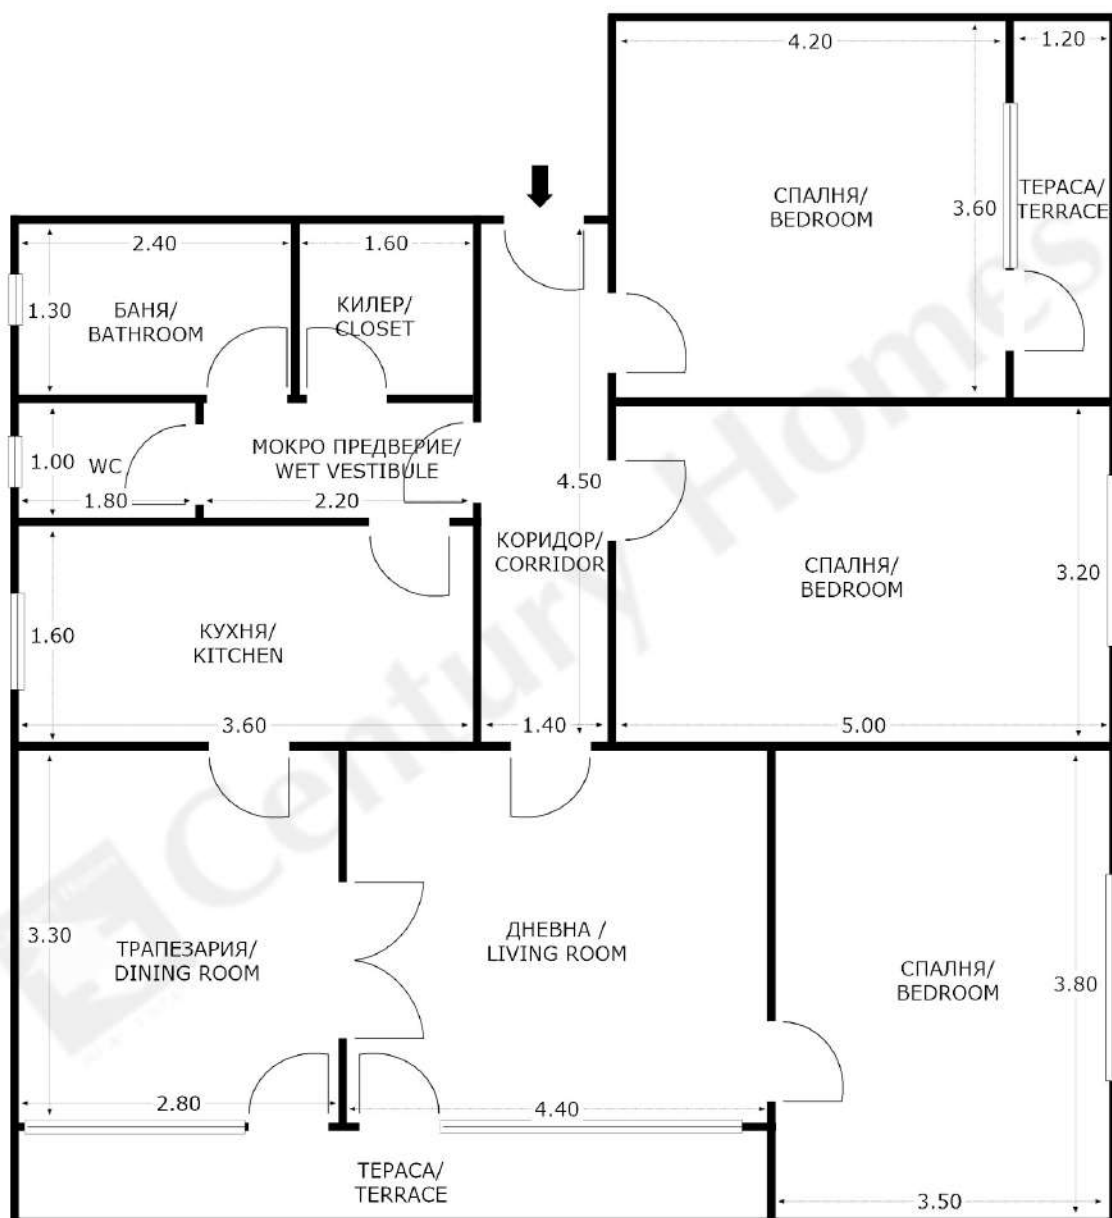 4.20
1.20
СПАЛНЯ/
BEDROOM
3.60
ТЕРАСА/
TERRACE
2.40
1.60
1.30
БАНЯ/
BATHROOM
КИЛЕР/
CLOSET
МОКРО ПРЕДВЕРИЕ/
WET VESTIBULE
1.00
WC
1.80
2.20
4.50
КОРИДОР/
CORRIDOR
СПАЛНЯ/
BEDROOM
3.20
1.60
КУХНЯ/
KITCHEN
3.60
1.40
5.00
3.30
ТРАПЕЗАРИЯ/
DINING ROOM
ДНЕВНА /
LIVING ROOM
СПАЛНЯ/
BEDROOM
3.80
2.80
4.40
ТЕРАСА/
TERRACE
3.50
Century Homes